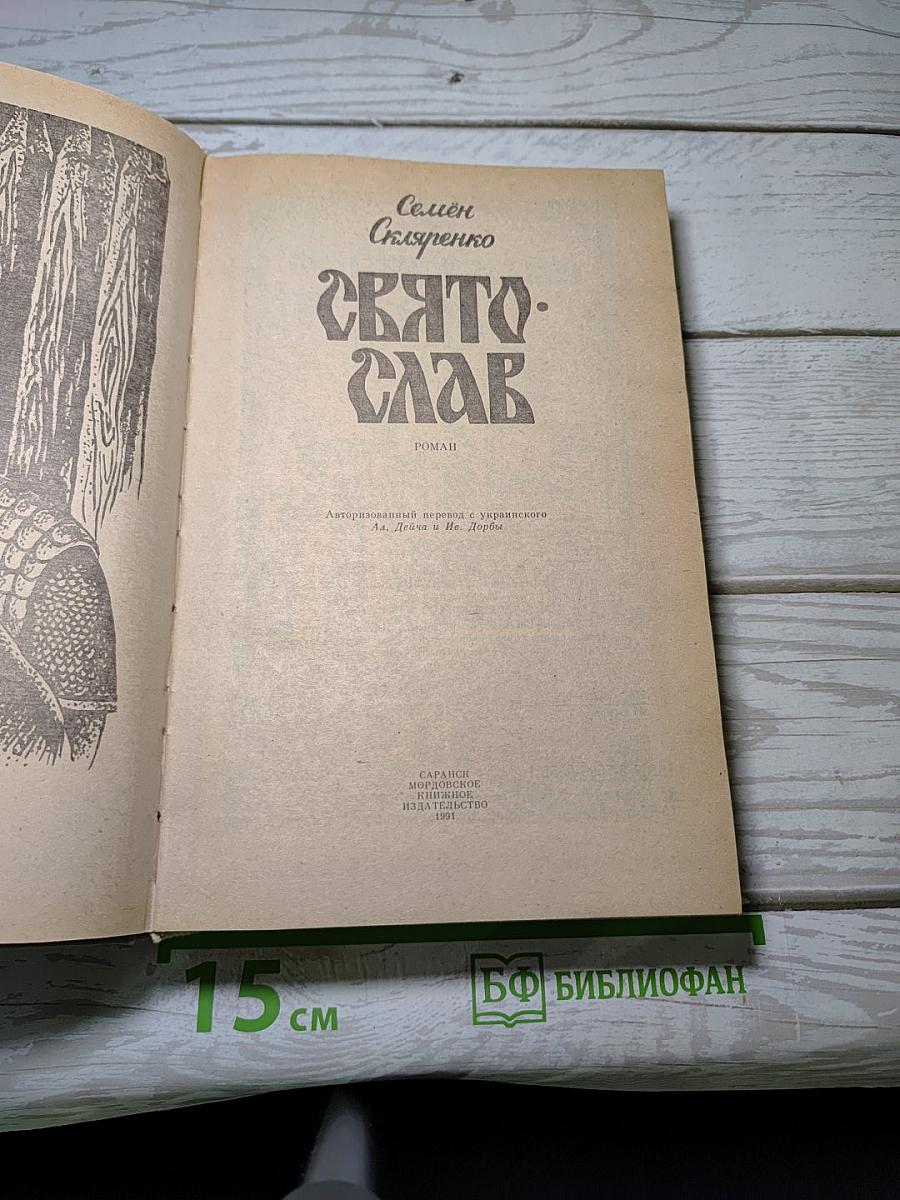 Семён
Скляренко
СВЯТО·
СЛАВ
РОМАН
Авторизованный перевод с украинского
Ал. Дейча и Ив. Дорбы
САРАНСК
МОРДОВСКОЕ
КНИЖНОЕ
ИЗДАТЕЛЬСТВО
1991
15 см
БФ БИБЛИОФАН